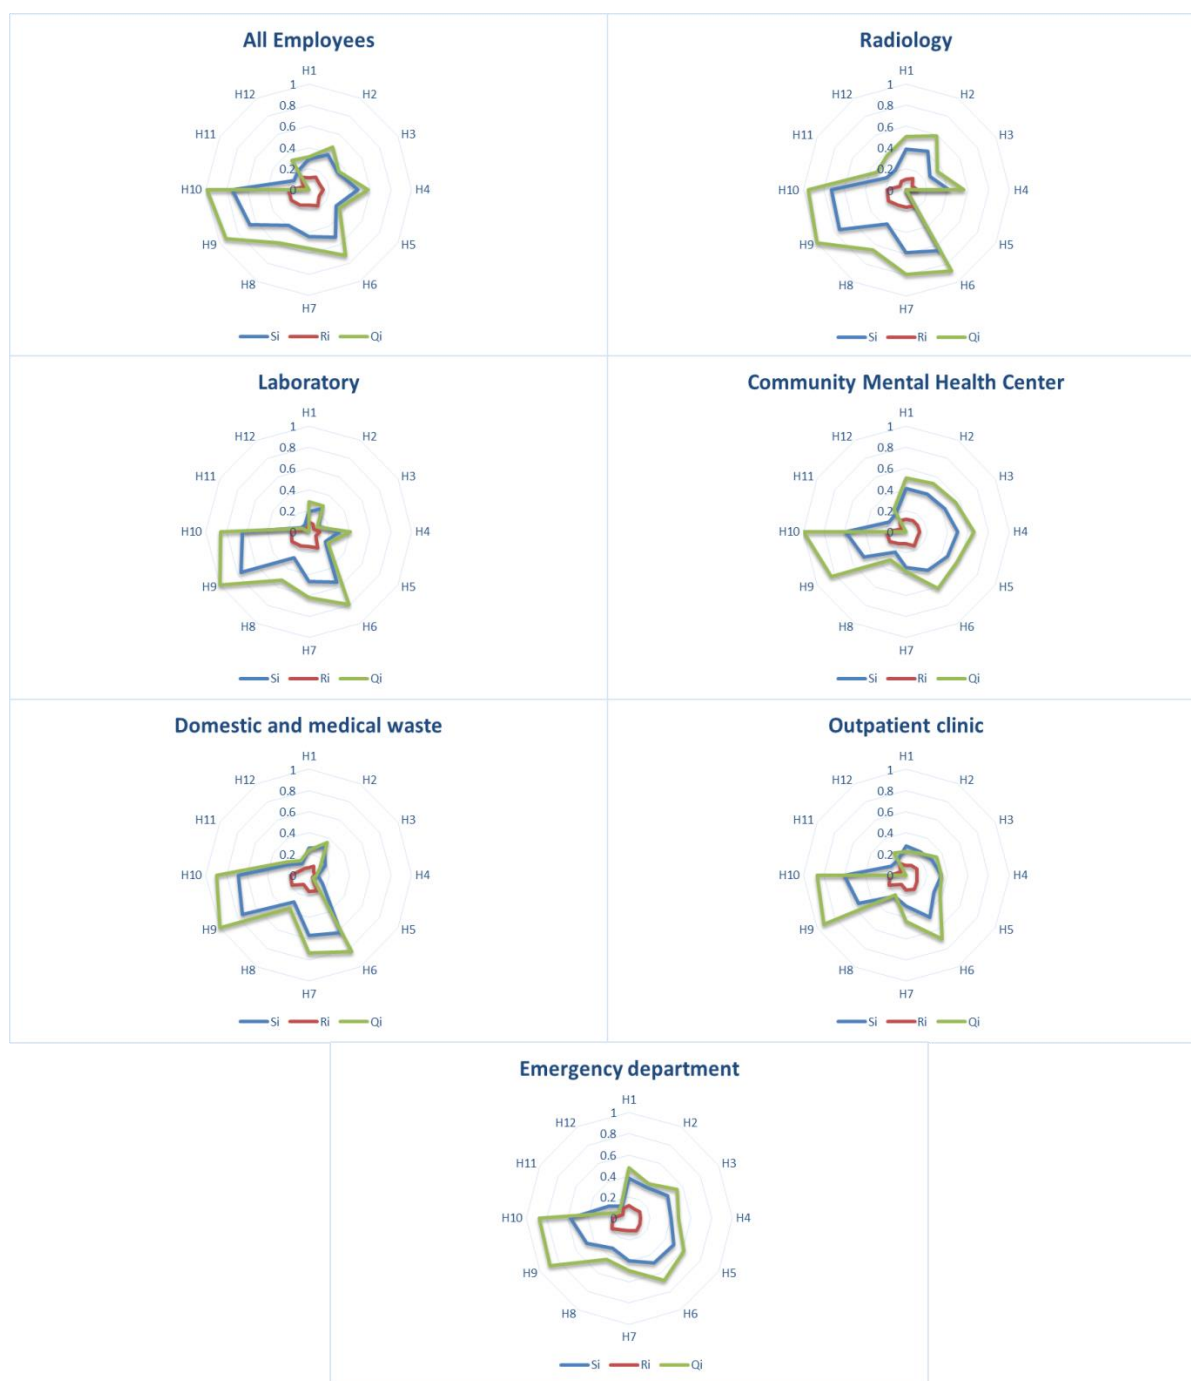 All Employees
H1
H2
H3
H4
H5
H6
H7
H8
H9
H10
H11
H12
1
0.8
0.6
0.4
0.2
0
Si Ri Qi
Radiology
H1
H2
H3
H4
H5
H6
H7
H8
H9
H10
H11
H12
1
0.8
0.6
0.4
0.2
0
Si Ri Qi
Laboratory
H1
H2
H3
H4
H5
H6
H7
H8
H9
H10
H11
H12
1
0.8
0.6
0.4
0.2
0
Si Ri Qi
Community Mental Health Center
H1
H2
H3
H4
H5
H6
H7
H8
H9
H10
H11
H12
1
0.8
0.6
0.4
0.2
0
Si Ri Qi
Domestic and medical waste
H1
H2
H3
H4
H5
H6
H7
H8
H9
H10
H11
H12
1
0.8
0.6
0.4
0.2
0
Si Ri Qi
Outpatient clinic
H1
H2
H3
H4
H5
H6
H7
H8
H9
H10
H11
H12
1
0.8
0.6
0.4
0.2
0
Si Ri Qi
Emergency department
H1
H2
H3
H4
H5
H6
H7
H8
H9
H10
H11
H12
1
0.8
0.6
0.4
0.2
0
Si Ri Qi